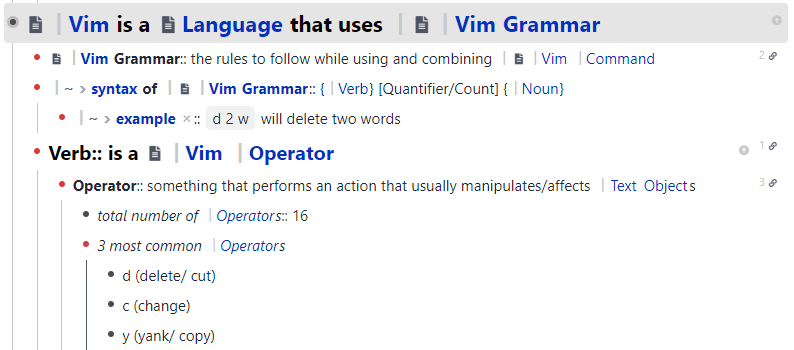 Vim is a Language that uses Vim Grammar
Vim Grammar:: the rules to follow while using and combining Vim Command 2
~ > syntax of Vim Grammar:: { Verb} [Quantifier/Count] { Noun}
~ > example ×:: d 2 w will delete two words
Verb:: is a Vim Operator 1
Operator:: something that performs an action that usually manipulates/affects Text Objects 3
total number of Operators:: 16
3 most common Operators
d (delete/ cut)
c (change)
y (yank/ copy)